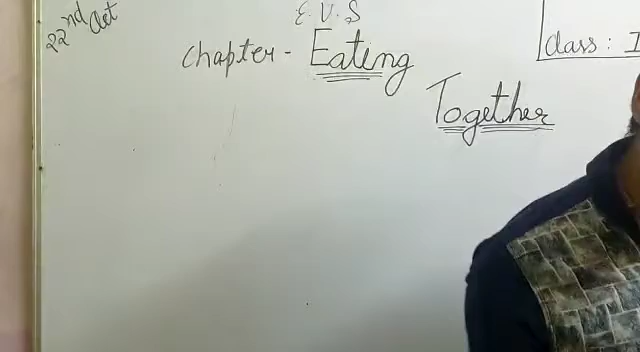 22nd Oct
E.V.S
Class : I
Chapter - Eating
Together